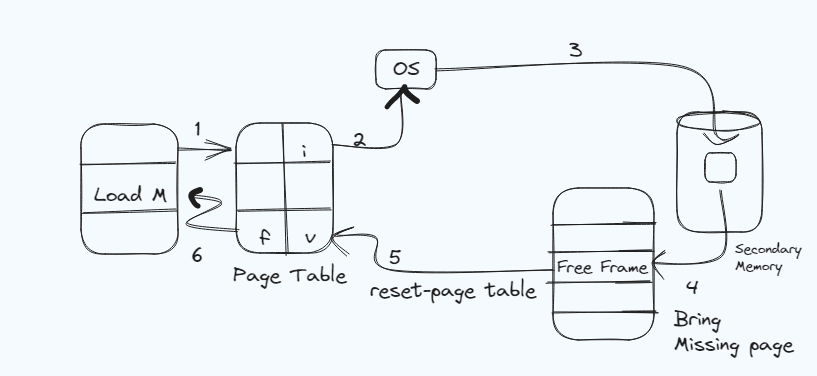 3
OS
1
2
i
Load M
f v
5
6
Page Table
reset-page table
Free Frame
Secondary
Memory
4
Bring
Missing page